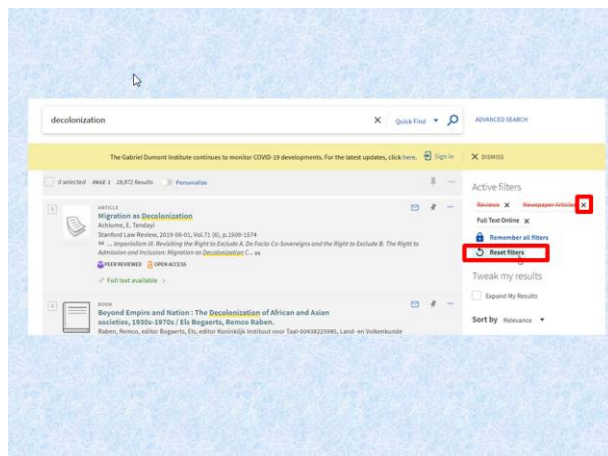 decolonization
Quick Find
ADVANCED SEARCH
The Gabriel Dumont Institute continues to monitor COVID-19 developments. For the latest updates, click here.
Sign in
DISMISS
0 selected PAGE 1 28,872 Results Personalize
Active filters
Reviews
Newspaper Articles
Full Text Online
Remember all filters
Reset filters
Tweak my results
Expand My Results
Sort by Relevance
1
ARTICLE
Migration as Decolonization
Achiume, E. Tendayi
Stanford Law Review, 2019-06-01, Vol.71 (6), p.1509-1574
... Imperialism III. Revisiting the Right to Exclude A. De Facto Co-Sovereigns and the Right to Exclude B. The Right to
Admission and Inclusion: Migration as Decolonization C...
PEER REVIEWED OPEN ACCESS
Full text available
2
BOOK
Beyond Empire and Nation : The Decolonization of African and Asian
societies, 1930s-1970s / Els Bogaerts, Remco Raben.
Raben, Remco, editor Bogaerts, Els, editor Koninklijk Instituut voor Taal-
Land- en Volkenkunde